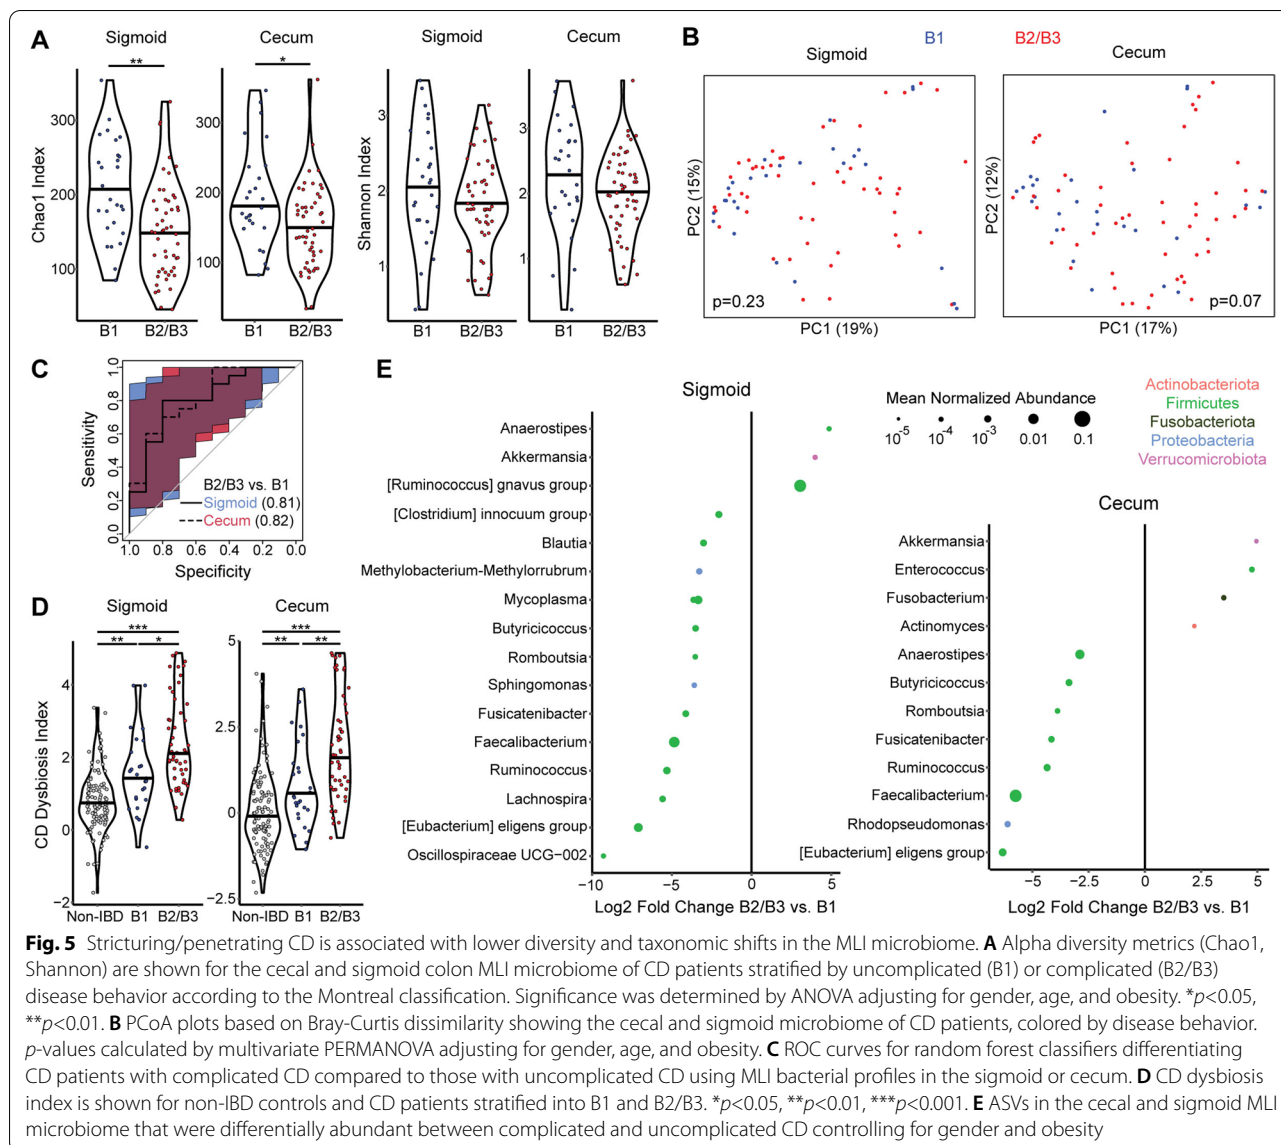 A
Sigmoid
Cecum
Sigmoid
Cecum
**
*
Chao1 Index
300
200
100
300
200
100
B1 B2/B3
B1 B2/B3
Shannon Index
3
2
1
3
2
1
B1 B2/B3
B1 B2/B3
B
B1
B2/B3
Sigmoid
Cecum
PC2 (15%)
p=0.23
PC1 (19%)
PC2 (12%)
p=0.07
PC1 (17%)
C
Sensitivity
1.0
0.8
0.6
0.4
0.2
0.0
B2/B3 vs. B1
Sigmoid (0.81)
Cecum (0.82)
1.0 0.8 0.6 0.4 0.2 0.0
Specificity
D
Sigmoid
Cecum
***
** *
***
** **
CD Dysbiosis Index
4
2
0
−2
5
2.5
0
−2.5
Non-IBD B1 B2/B3
Non-IBD B1 B2/B3
E
Sigmoid
Anaerostipes
Akkermansia
[Ruminococcus] gnavus group
[Clostridium] innocuum group
Blautia
Methylobacterium-Methylorrubrum
Mycoplasma
Butyricicoccus
Romboutsia
Sphingomonas
Fusicatenibacter
Faecalibacterium
Ruminococcus
Lachnospira
[Eubacterium] eligens group
Oscillospiraceae UCG−002
−10 −5 0 5
Log2 Fold Change B2/B3 vs. B1
Mean Normalized Abundance
10−5 10−4 10−3 0.01 0.1
Actinobacteriota
Firmicutes
Fusobacteriota
Proteobacteria
Verrucomicrobiota
Cecum
Akkermansia
Enterococcus
Fusobacterium
Actinomyces
Anaerostipes
Butyricicoccus
Romboutsia
Fusicatenibacter
Ruminococcus
Faecalibacterium
Rhodopseudomonas
[Eubacterium] eligens group
−5 −2.5 0 2.5 5
Log2 Fold Change B2/B3 vs. B1
Fig. 5 Stricturing/penetrating CD is associated with lower diversity and taxonomic shifts in the MLI microbiome. A Alpha diversity metrics (Chao1,
Shannon) are shown for the cecal and sigmoid colon MLI microbiome of CD patients stratified by uncomplicated (B1) or complicated (B2/B3)
disease behavior according to the Montreal classification. Significance was determined by ANOVA adjusting for gender, age, and obesity. *p<0.05,
**p<0.01. B PCoA plots based on Bray-Curtis dissimilarity showing the cecal and sigmoid microbiome of CD patients, colored by disease behavior.
p-values calculated by multivariate PERMANOVA adjusting for gender, age, and obesity. C ROC curves for random forest classifiers differentiating
CD patients with complicated CD compared to those with uncomplicated CD using MLI bacterial profiles in the sigmoid or cecum. D CD dysbiosis
index is shown for non-IBD controls and CD patients stratified into B1 and B2/B3. *p<0.05, **p<0.01, ***p<0.001. E ASVs in the cecal and sigmoid MLI
microbiome that were differentially abundant between complicated and uncomplicated CD controlling for gender and obesity